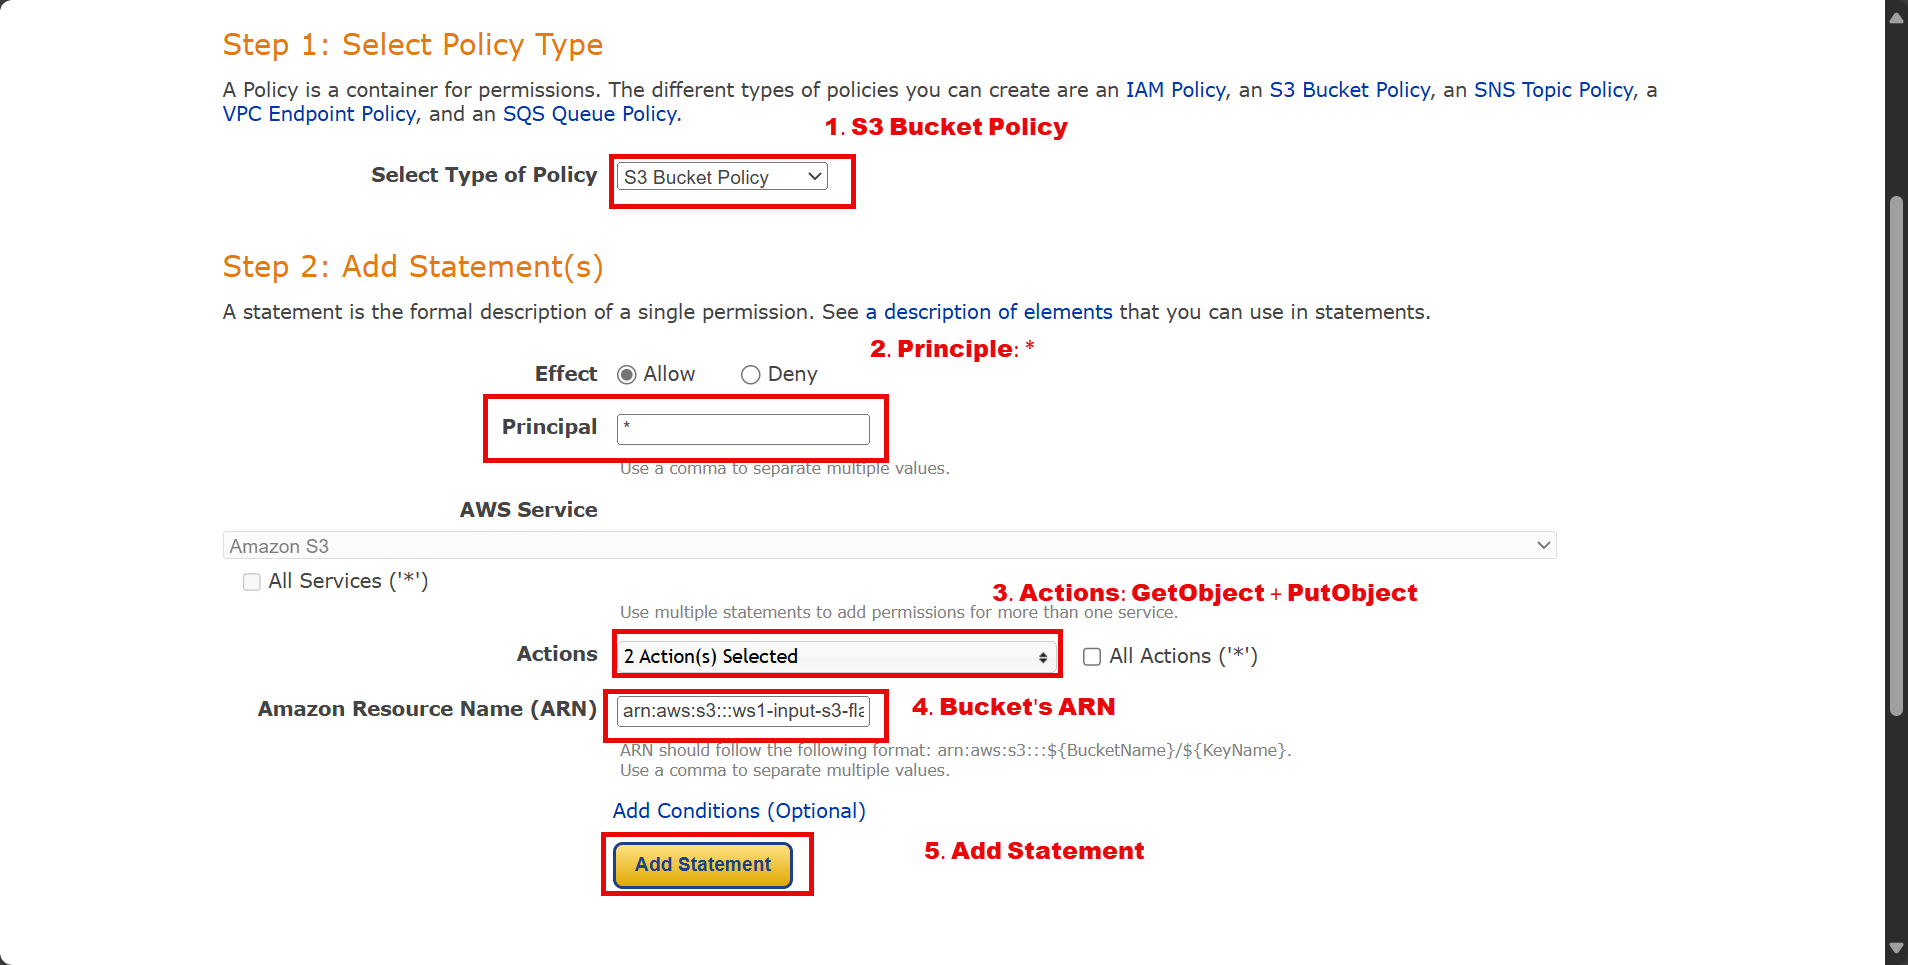 Step 1: Select Policy Type
A Policy is a container for permissions. The different types of policies you can create are an IAM Policy, an S3 Bucket Policy, an SNS Topic Policy, a
VPC Endpoint Policy, and an SQS Queue Policy.
1. S3 Bucket Policy
Select Type of Policy S3 Bucket Policy
Step 2: Add Statement(s)
A statement is the formal description of a single permission. See a description of elements that you can use in statements.
2. Principle: *
Effect Allow Deny
Principal *
Use a comma to separate multiple values.
AWS Service
Amazon S3
All Services ('*')
3. Actions: GetObject + PutObject
Use multiple statements to add permissions for more than one service.
Actions 2 Action(s) Selected All Actions ('*')
Amazon Resource Name (ARN) arn:aws:s3:::ws1-input-s3-fla 4. Bucket's ARN
ARN should follow the following format: arn:aws:s3:::${BucketName}/${KeyName}.
Use a comma to separate multiple values.
Add Conditions (Optional)
Add Statement 5. Add Statement